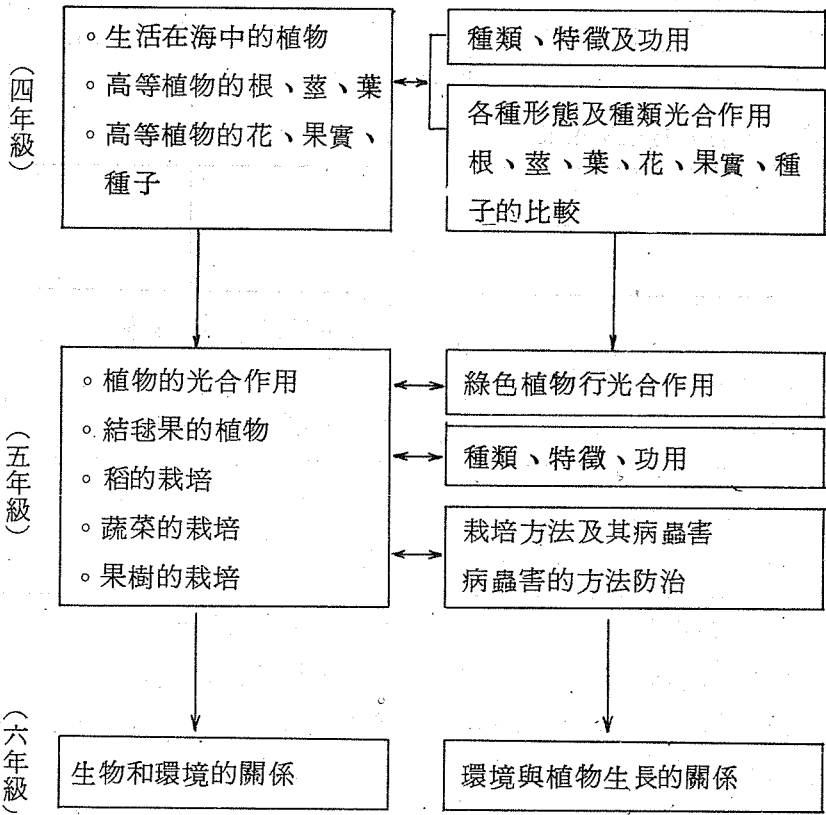 （四年級）
。生活在海中的植物
。高等植物的根、莖、葉
。高等植物的花、果實、
種子
種類、特徵及功用
各種形態及種類光合作用
根、莖、葉、花、果實、種
子的比較
（五年級）
。植物的光合作用
。結毬果的植物
。稻的栽培
。蔬菜的栽培
。果樹的栽培
綠色植物行光合作用
種類、特徵、功用
栽培方法及其病蟲害
病蟲害的方法防治
（六年級）
生物和環境的關係
環境與植物生長的關係